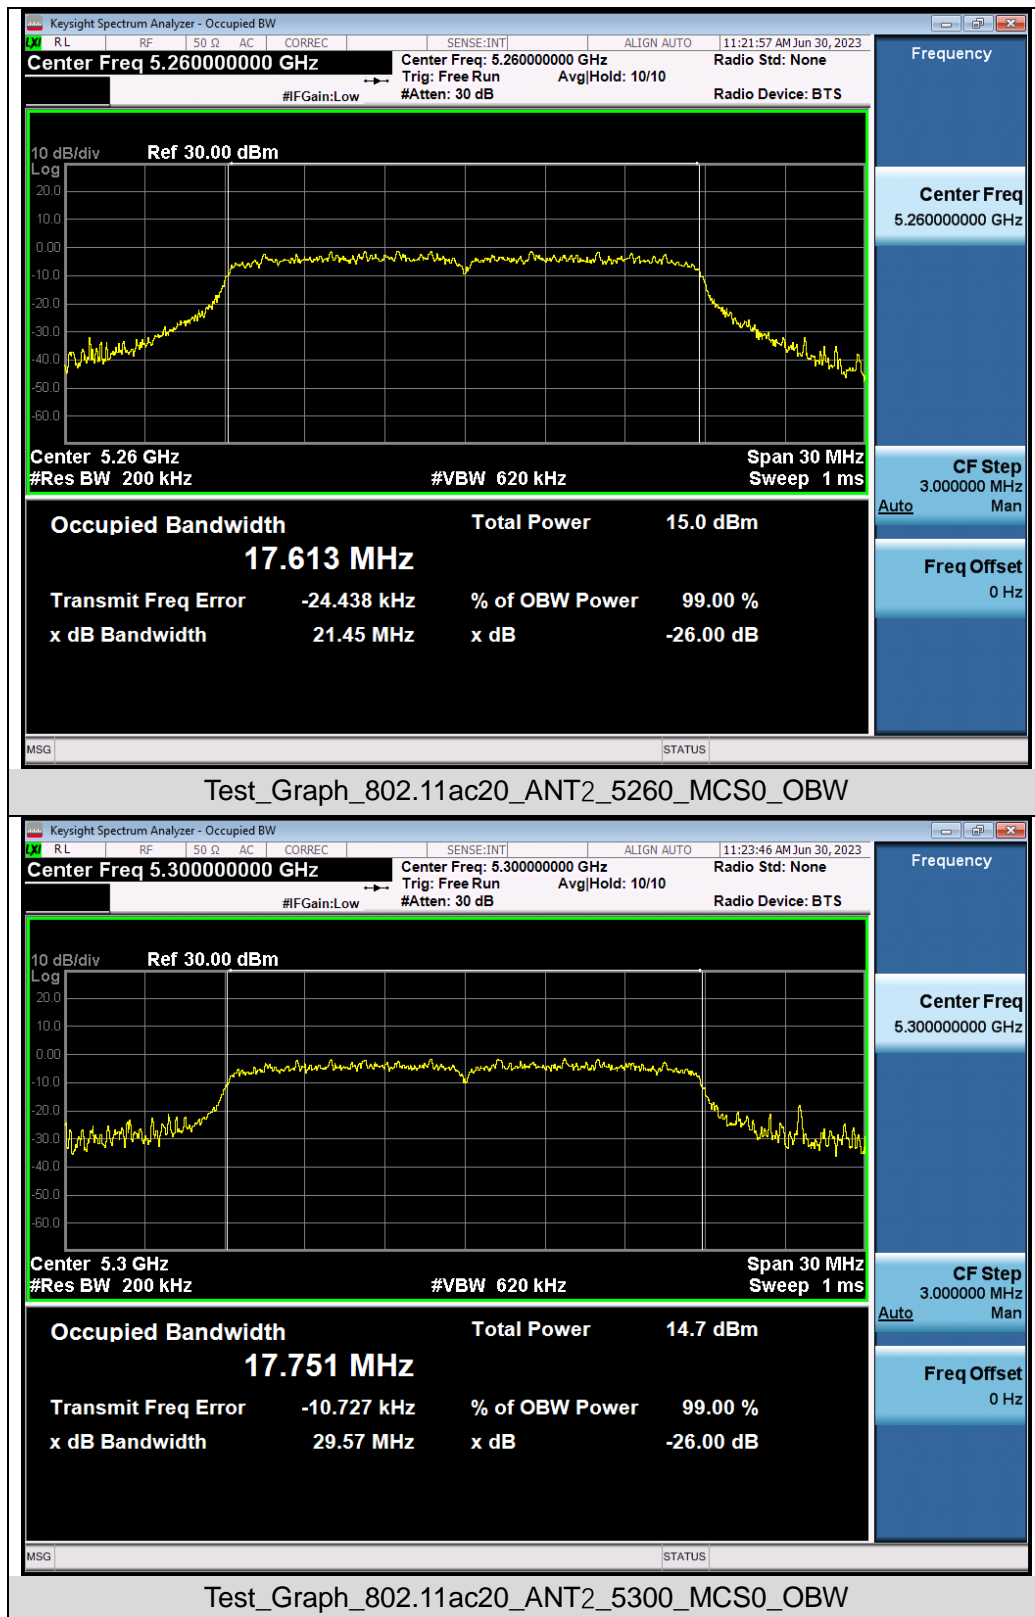 Keysight Spectrum Analyzer - Occupied BW
LXI RL RF 50 Ω AC CORREC SENSE:INT ALIGN AUTO 11:21:57 AM Jun 30, 2023
Center Freq 5.260000000 GHz Center Freq: 5.260000000 GHz Radio Std: None
Trig: Free Run Avg|Hold: 10/10
#IFGain:Low #Atten: 30 dB Radio Device: BTS
10 dB/div Ref 30.00 dBm
Log
20.0
10.0
0.00
-10.0
-20.0
-30.0
-40.0
-50.0
-60.0
Center 5.26 GHz Span 30 MHz
#Res BW 200 kHz #VBW 620 kHz Sweep 1 ms
Occupied Bandwidth Total Power 15.0 dBm
17.613 MHz
Transmit Freq Error -24.438 kHz % of OBW Power 99.00 %
x dB Bandwidth 21.45 MHz x dB -26.00 dB
MSG STATUS
Frequency
Center Freq
5.260000000 GHz
CF Step
3.000000 MHz
Auto Man
Freq Offset
0 Hz
Test_Graph_802.11ac20_ANT2_5260_MCS0_OBW
Keysight Spectrum Analyzer - Occupied BW
LXI RL RF 50 Ω AC CORREC SENSE:INT ALIGN AUTO 11:23:46 AM Jun 30, 2023
Center Freq 5.300000000 GHz Center Freq: 5.300000000 GHz Radio Std: None
Trig: Free Run Avg|Hold: 10/10
#IFGain:Low #Atten: 30 dB Radio Device: BTS
10 dB/div Ref 30.00 dBm
Log
20.0
10.0
0.00
-10.0
-20.0
-30.0
-40.0
-50.0
-60.0
Center 5.3 GHz Span 30 MHz
#Res BW 200 kHz #VBW 620 kHz Sweep 1 ms
Occupied Bandwidth Total Power 14.7 dBm
17.751 MHz
Transmit Freq Error -10.727 kHz % of OBW Power 99.00 %
x dB Bandwidth 29.57 MHz x dB -26.00 dB
MSG STATUS
Frequency
Center Freq
5.300000000 GHz
CF Step
3.000000 MHz
Auto Man
Freq Offset
0 Hz
Test_Graph_802.11ac20_ANT2_5300_MCS0_OBW